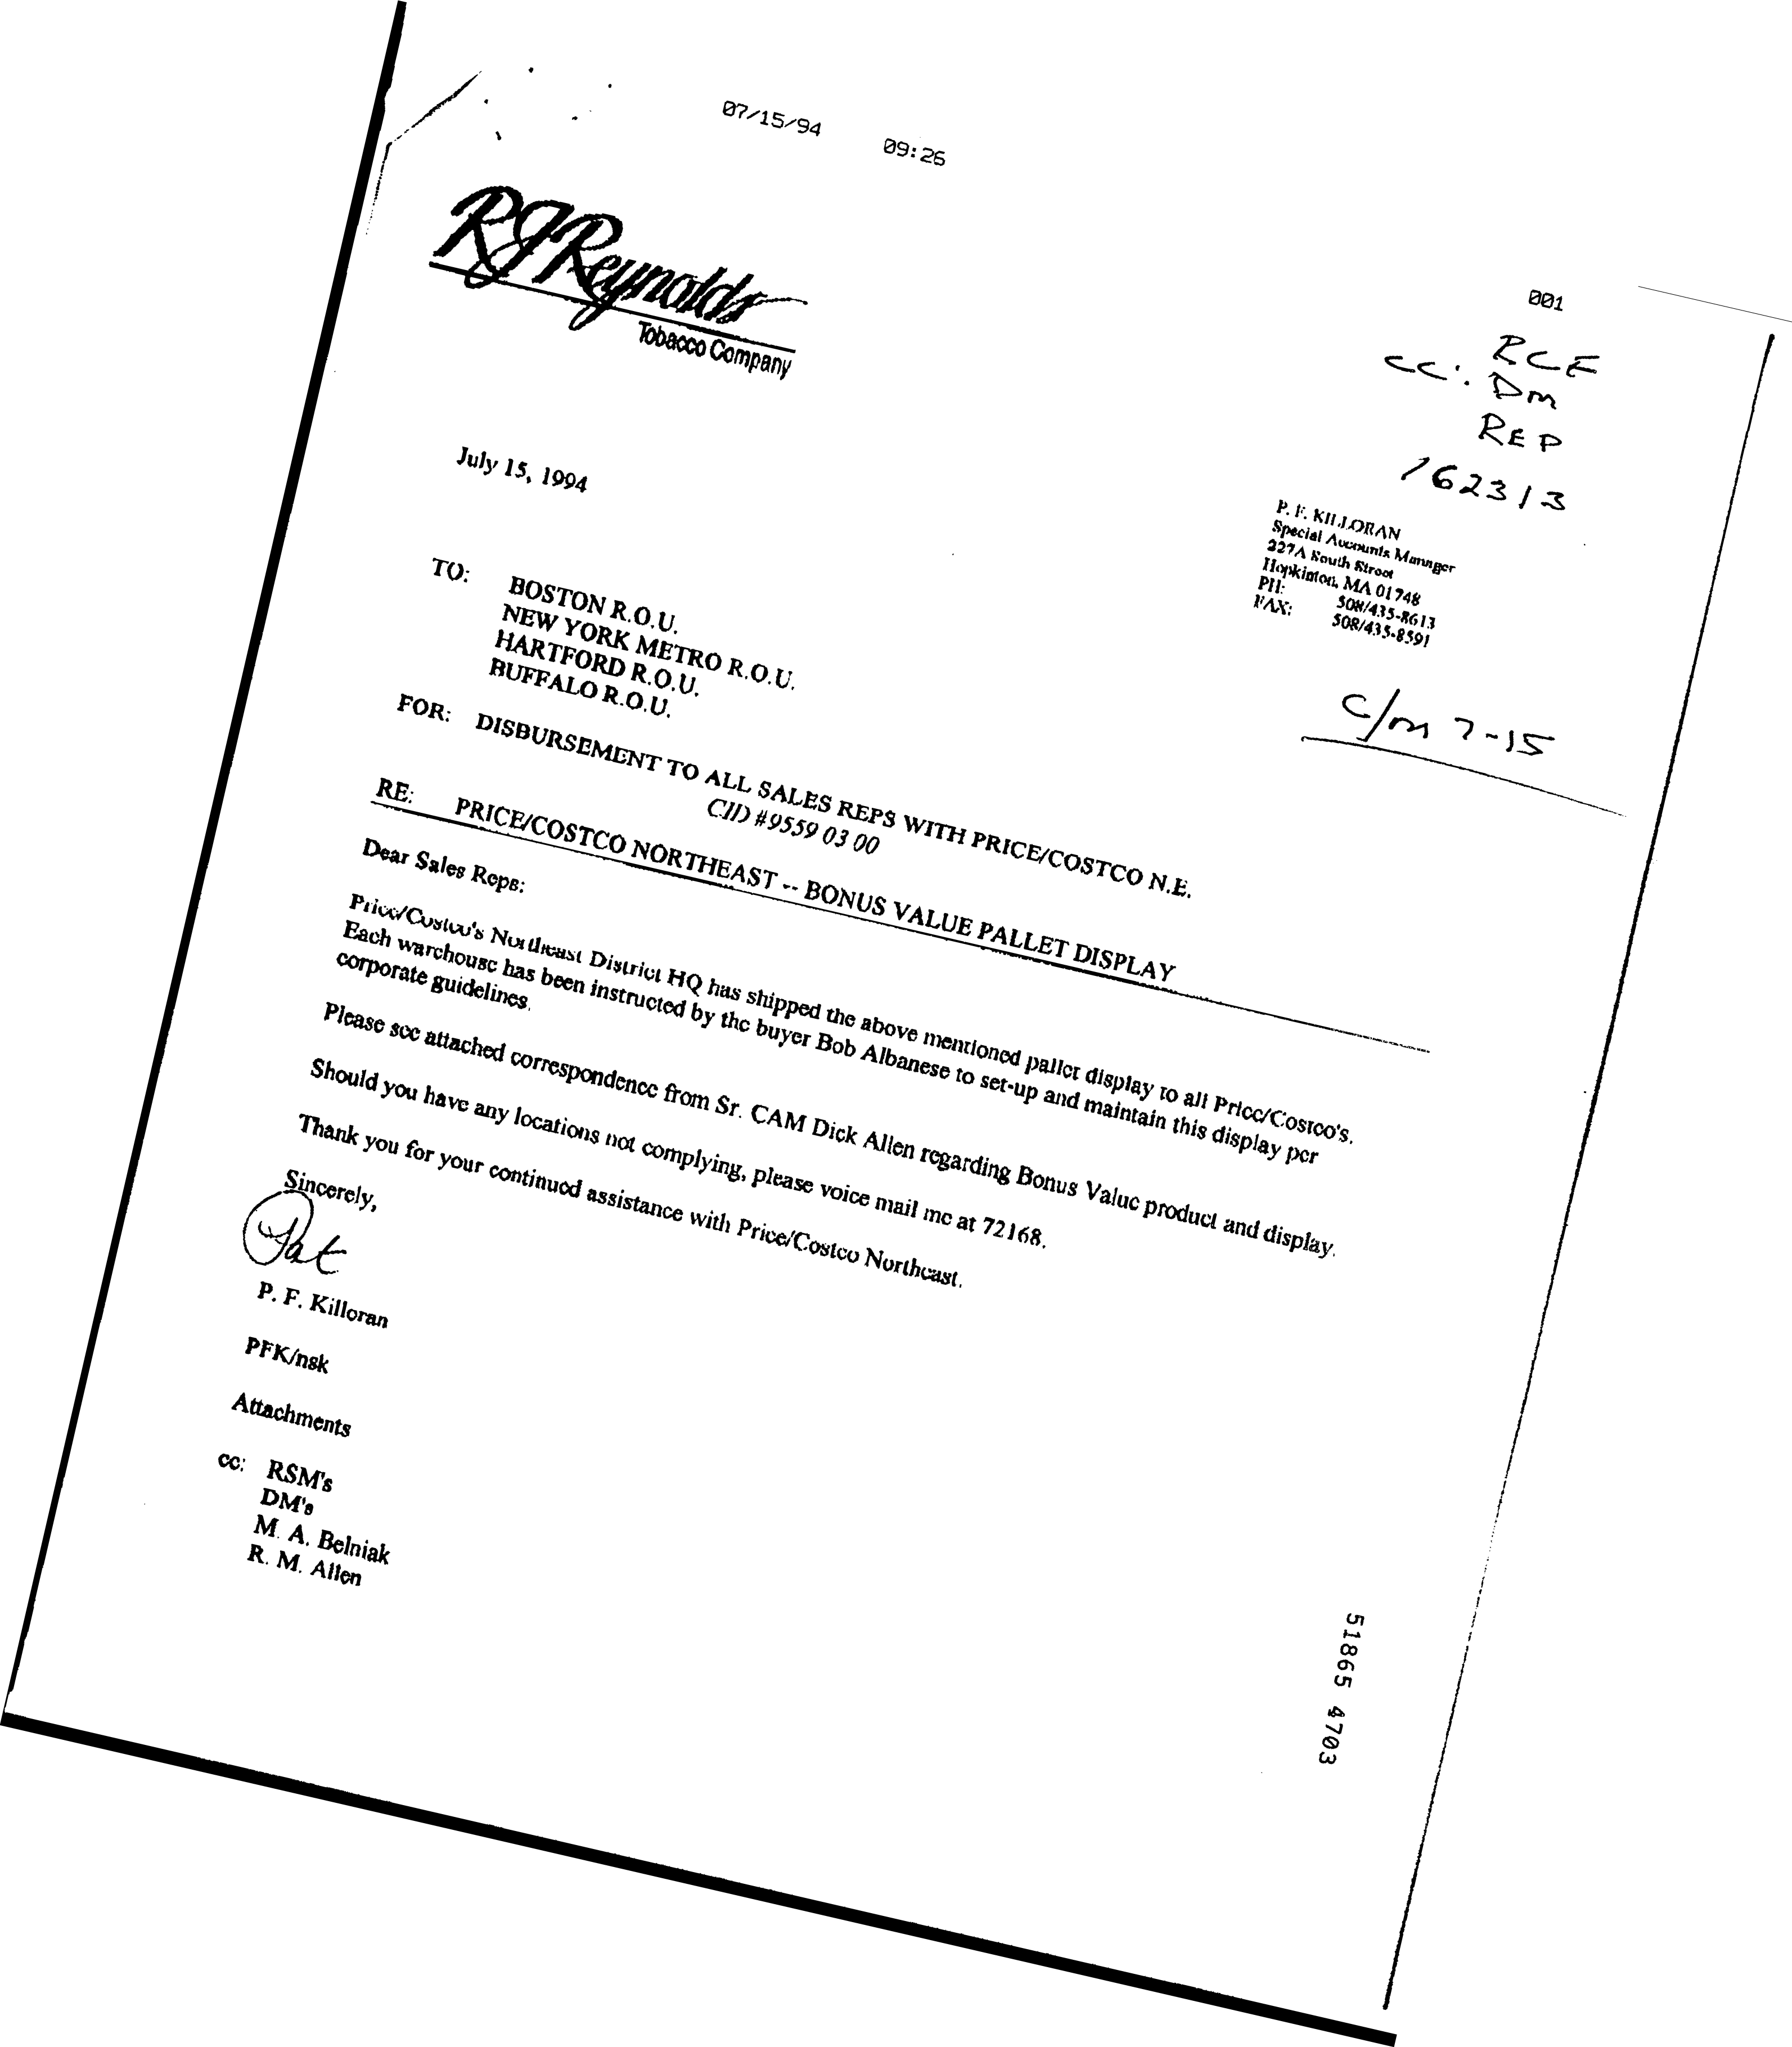 07/15/94 09:26
001
RJReynolds
Tobacco Company
RCF
cc: DM
REP
162313
July 15, 1994
P. F. KILLORAN
Special Accounts Manager
227A South Street
Hopkinton, MA 01748
PH: 508/435-8613
FAX: 508/435-8591
TO: BOSTON R.O.U.
NEW YORK METRO R.O.U.
HARTFORD R.O.U.
BUFFALO R.O.U.
c/m 7-15
FOR: DISBURSEMENT TO ALL SALES REPS WITH PRICE/COSTCO N.E.
CID #9559 03 00
RE: PRICE/COSTCO NORTHEAST -- BONUS VALUE PALLET DISPLAY
Dear Sales Reps:
Price/Costco's Northeast District HQ has shipped the above mentioned pallet display to all Price/Costco's.
Each warehouse has been instructed by the buyer Bob Albanese to set-up and maintain this display per
corporate guidelines.
Please see attached correspondence from Sr. CAM Dick Allen regarding Bonus Value product and display.
Should you have any locations not complying, please voice mail me at 72168.
Thank you for your continued assistance with Price/Costco Northeast.
Sincerely,
Pat
P. F. Killoran
PFK/nsk
Attachments
cc: RSM's
DM's
M. A. Belniak
R. M. Allen
51865 4703